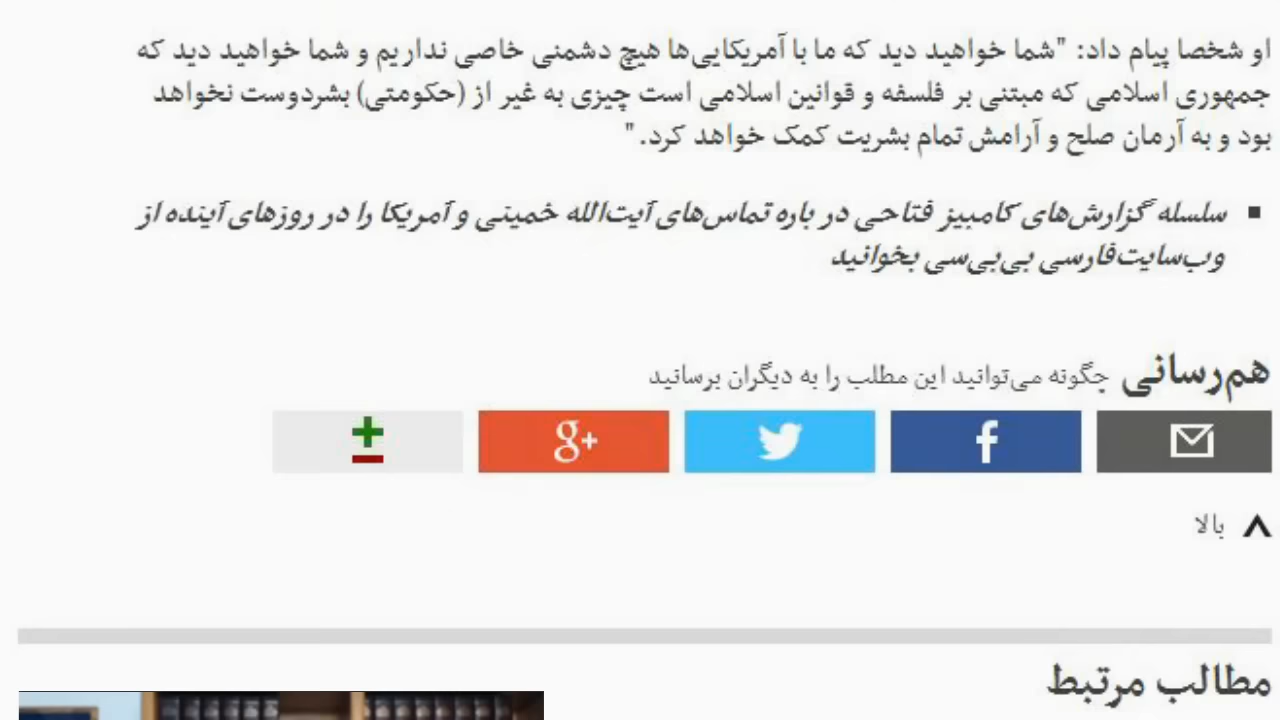 او شخصا پیام داد: "شما خواهید دید که ما با آمریکایی‌ها هیچ دشمنی خاصی نداریم و شما خواهید دید که
جمهوری اسلامی که مبتنی بر فلسفه و قوانین اسلامی است چیزی به غیر از (حکومتی) بشردوست نخواهد
بود و به آرمان صلح و آرامش تمام بشریت کمک خواهد کرد."
سلسله گزارش‌های کامبیز فتاحی در باره تماس‌های آیت‌الله خمینی و آمریکا را در روزهای آینده از
وب‌سایت‌فارسی بی‌بی‌سی بخوانید
هم‌رسانی چگونه می‌توانید این مطلب را به دیگران برسانید
بالا
مطالب مرتبط